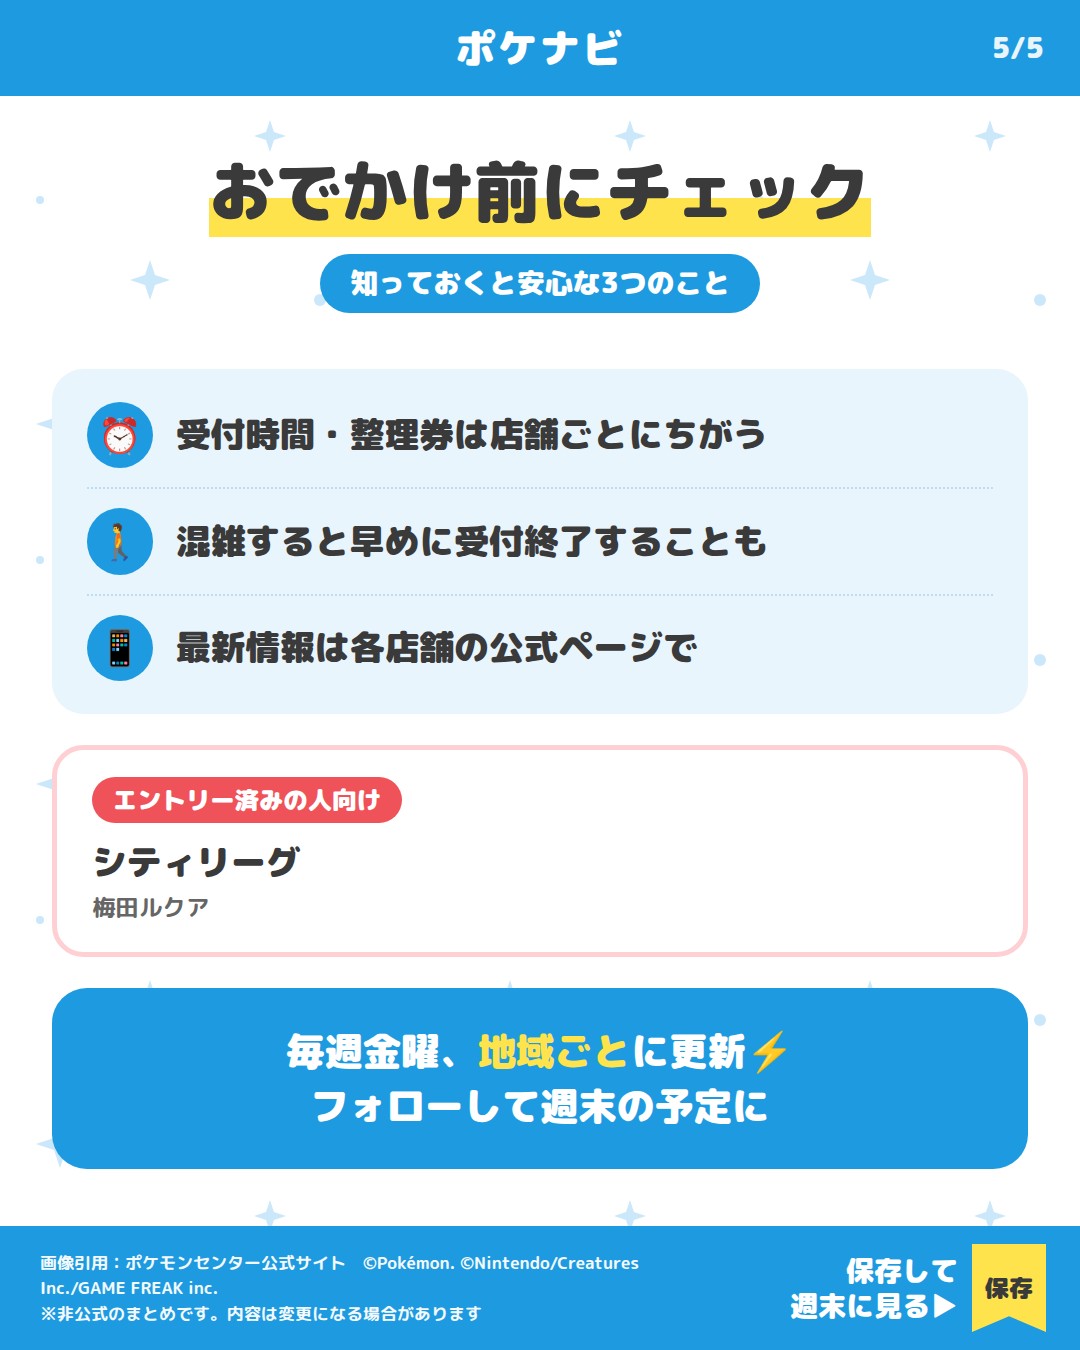 ポケナビ
5/5
おでかけ前にチェック
知っておくと安心な3つのこと
受付時間・整理券は店舗ごとにちがう
混雑すると早めに受付終了することも
最新情報は各店舗の公式ページで
エントリー済みの人向け
シティリーグ
梅田ルクア
毎週金曜、地域ごとに更新⚡
フォローして週末の予定に
画像引用：ポケモンセンター公式サイト　©Pokémon. ©Nintendo/Creatures
Inc./GAME FREAK inc.
※非公式のまとめです。内容は変更になる場合があります
保存して
週末に見る▶
保存